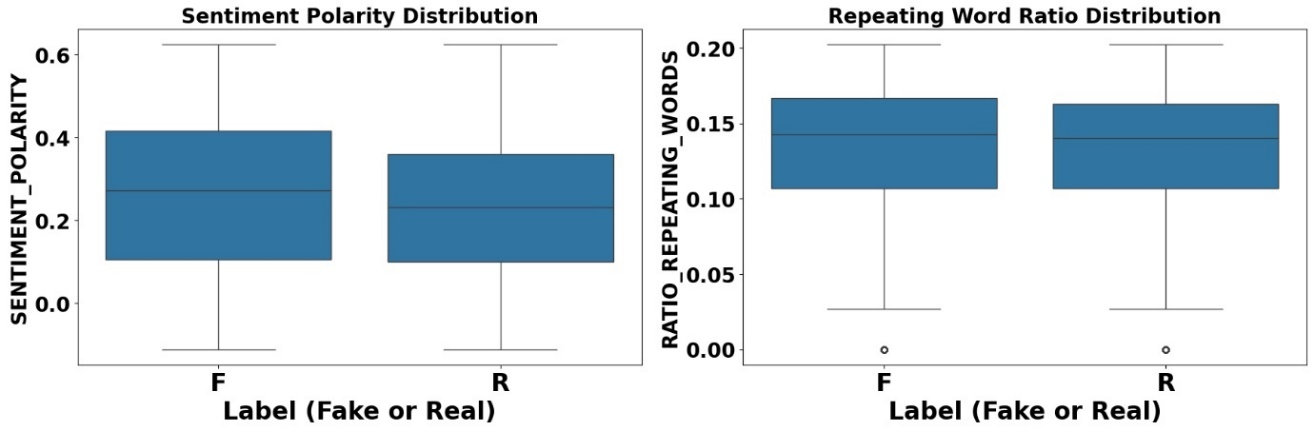 Sentiment Polarity Distribution
SENTIMENT_POLARITY
0.6
0.4
0.2
0.0
F
R
Label (Fake or Real)
Repeating Word Ratio Distribution
RATIO_REPEATING_WORDS
0.20
0.15
0.10
0.05
0.00
F
R
Label (Fake or Real)